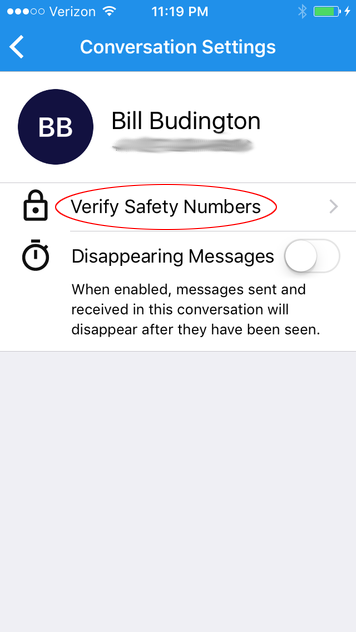 Verizon 11:19 PM
Conversation Settings
BB
Bill Budington
Verify Safety Numbers
Disappearing Messages
When enabled, messages sent and
received in this conversation will
disappear after they have been seen.